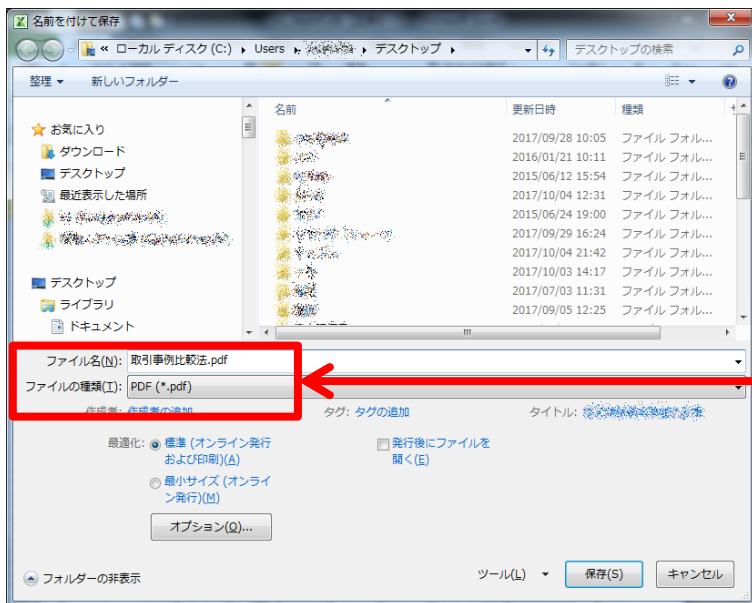 名前を付けて保存
« ローカル ディスク (C:) ▸ Users ▸ デスクトップ ▸
デスクトップの検索
整理 ▼ 新しいフォルダー
名前 更新日時 種類
お気に入り
ダウンロード
デスクトップ
最近表示した場所
デスクトップ
ライブラリ
ドキュメント
2017/09/28 10:05 ファイル フォル...
2016/01/21 10:11 ファイル フォル...
2015/06/12 15:54 ファイル フォル...
2017/10/04 12:31 ファイル フォル...
2015/06/24 19:00 ファイル フォル...
2017/09/29 16:24 ファイル フォル...
2017/10/04 21:42 ファイル フォル...
2017/10/03 14:17 ファイル フォル...
2017/07/03 11:31 ファイル フォル...
2017/09/05 12:25 ファイル フォル...
ファイル名(N): 取引事例比較法.pdf
ファイルの種類(T): PDF (*.pdf)
作成者: 作成者の追加 タグ: タグの追加 タイトル:
最適化: 標準 (オンライン発行
および印刷)(A)
最小サイズ (オンライ
ン発行)(M)
発行後にファイルを
開く(E)
オプション(O)...
フォルダーの非表示
ツール(L) ▼ 保存(S) キャンセル